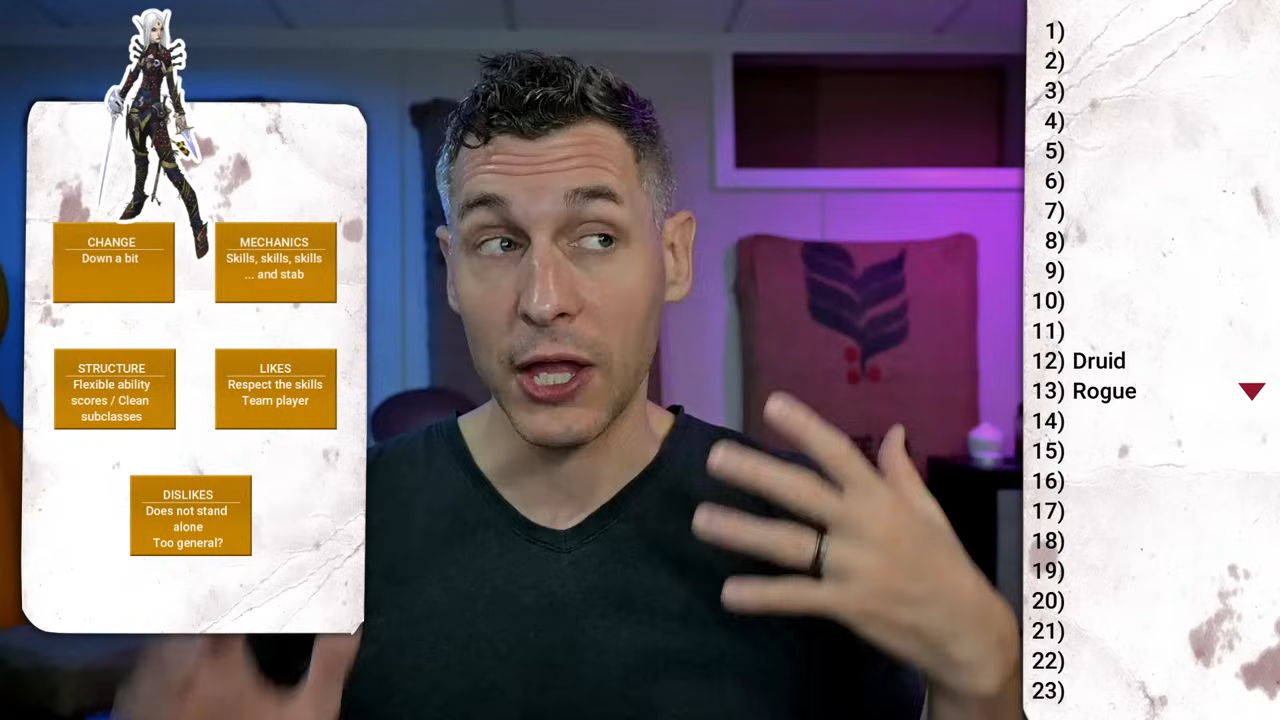 CHANGE
Down a bit
MECHANICS
Skills, skills, skills
... and stab
STRUCTURE
Flexible ability
scores / Clean
subclasses
LIKES
Respect the skills
Team player
DISLIKES
Does not stand
alone
Too general?
1)
2)
3)
4)
5)
6)
7)
8)
9)
10)
11)
12) Druid
13) Rogue
14)
15)
16)
17)
18)
19)
20)
21)
22)
23)